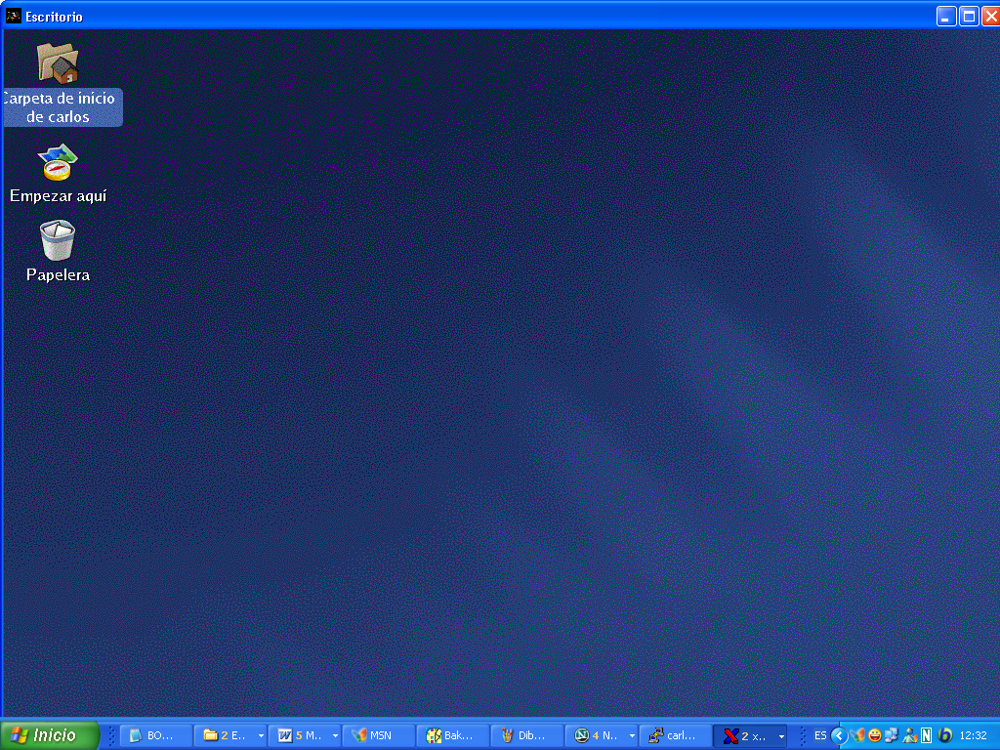 Escritorio
Carpeta de inicio
de carlos
Empezar aquí
Papelera
Inicio
BO...
2 E...
5 M...
MSN
Bak...
Dib...
4 N...
carl...
2 x...
ES
N
12:32